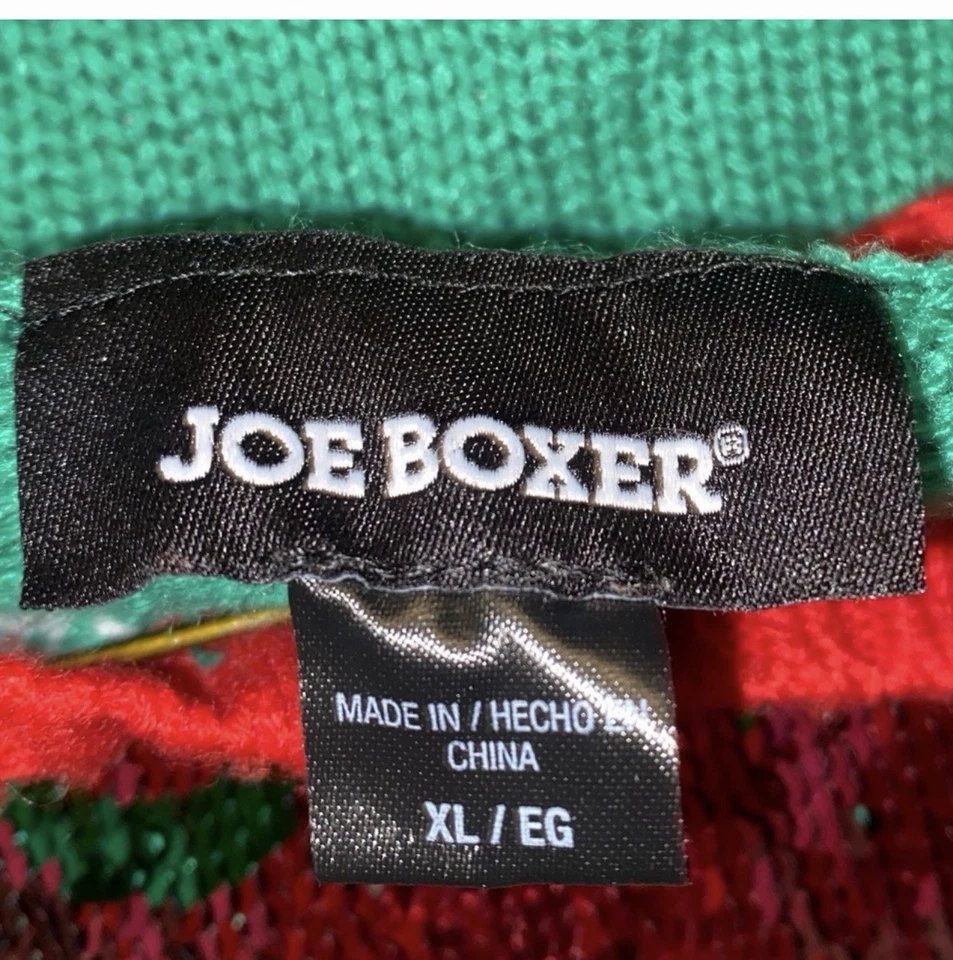 JOE BOXER®
MADE IN / HECHO EN
CHINA
XL / EG